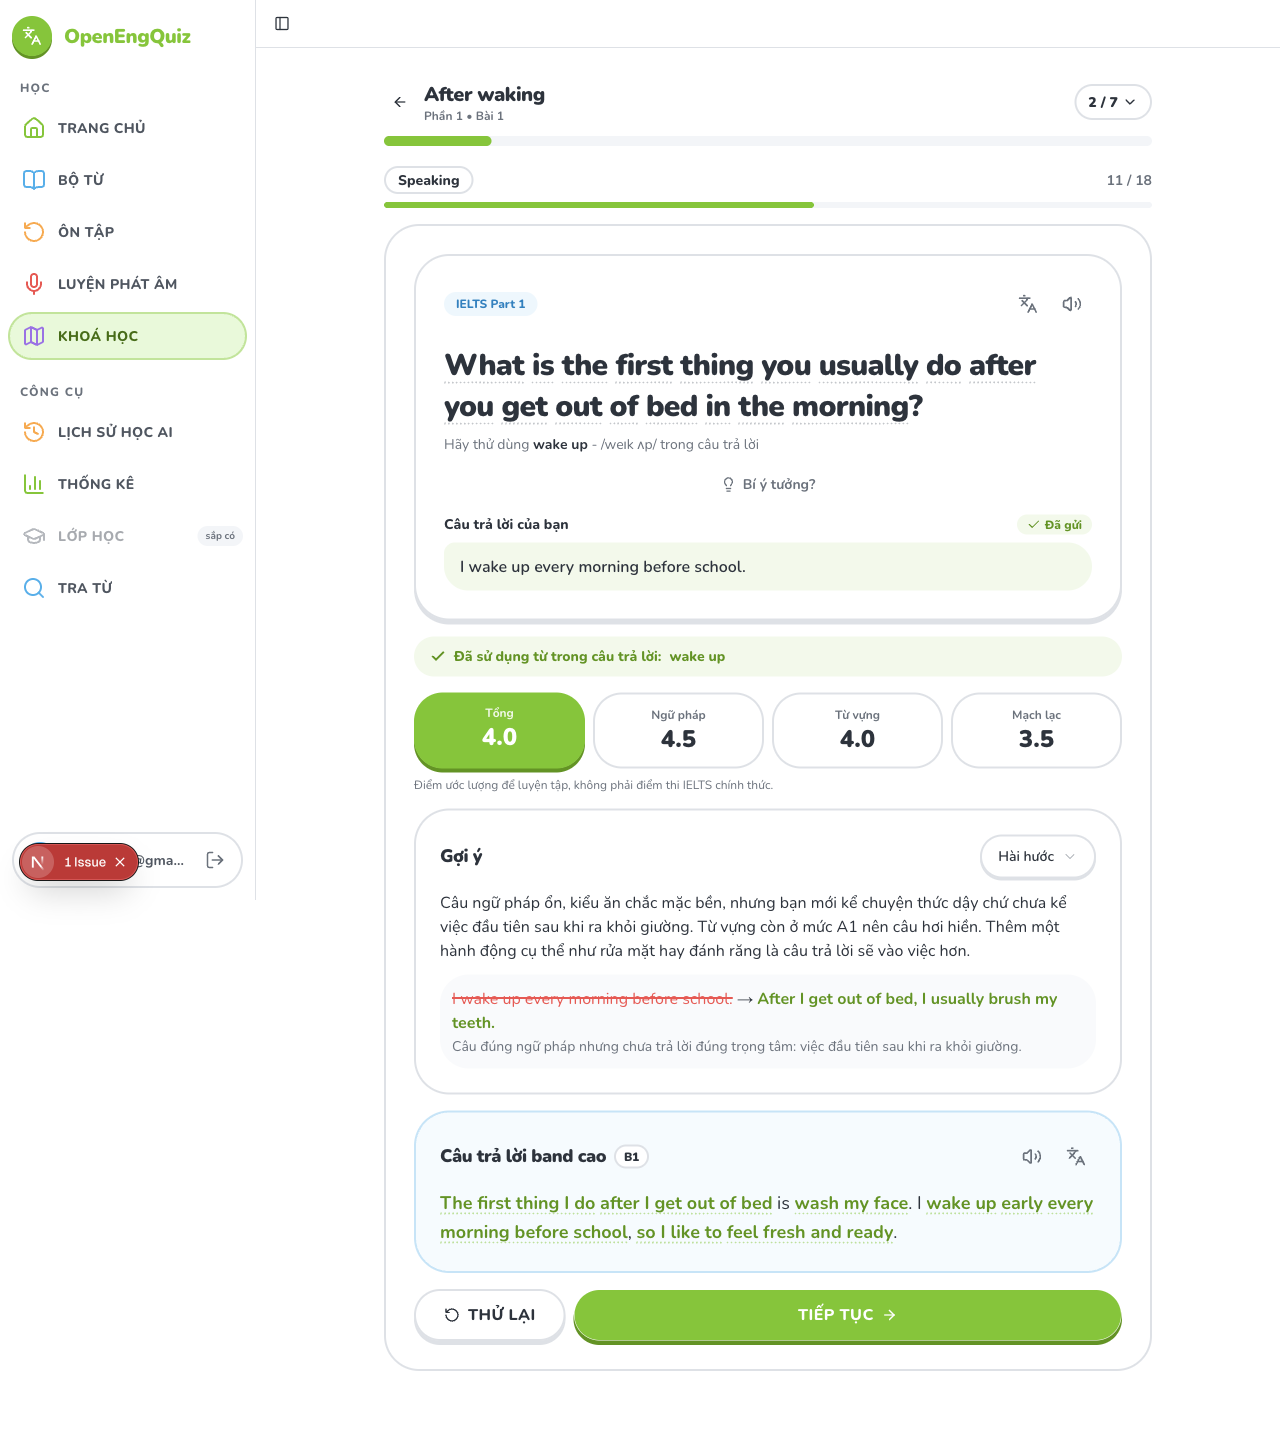 OpenEngQuiz
HỌC
TRANG CHỦ
BỘ TỪ
ÔN TẬP
LUYỆN PHÁT ÂM
KHOÁ HỌC
CÔNG CỤ
LỊCH SỬ HỌC AI
THỐNG KÊ
LỚP HỌC
sắp có
TRA TỪ
1 Issue
@gma...
After waking
Phần 1 • Bài 1
2 / 7
Speaking
11 / 18
IELTS Part 1
What is the first thing you usually do after
you get out of bed in the morning?
Hãy thử dùng wake up - /weɪk ʌp/ trong câu trả lời
Bí ý tưởng?
Câu trả lời của bạn
Đã gửi
I wake up every morning before school.
Đã sử dụng từ trong câu trả lời: wake up
Tổng
4.0
Ngữ pháp
4.5
Từ vựng
4.0
Mạch lạc
3.5
Điểm ước lượng để luyện tập, không phải điểm thi IELTS chính thức.
Gợi ý
Hài hước
Câu ngữ pháp ổn, kiểu ăn chắc mặc bền, nhưng bạn mới kể chuyện thức dậy chứ chưa kể
việc đầu tiên sau khi ra khỏi giường. Từ vựng còn ở mức A1 nên câu hơi hiền. Thêm một
hành động cụ thể như rửa mặt hay đánh răng là câu trả lời sẽ vào việc hơn.
I wake up every morning before school. → After I get out of bed, I usually brush my
teeth.
Câu đúng ngữ pháp nhưng chưa trả lời đúng trọng tâm: việc đầu tiên sau khi ra khỏi giường.
Câu trả lời band cao
B1
The first thing I do after I get out of bed is wash my face. I wake up early every
morning before school, so I like to feel fresh and ready.
THỬ LẠI
TIẾP TỤC →